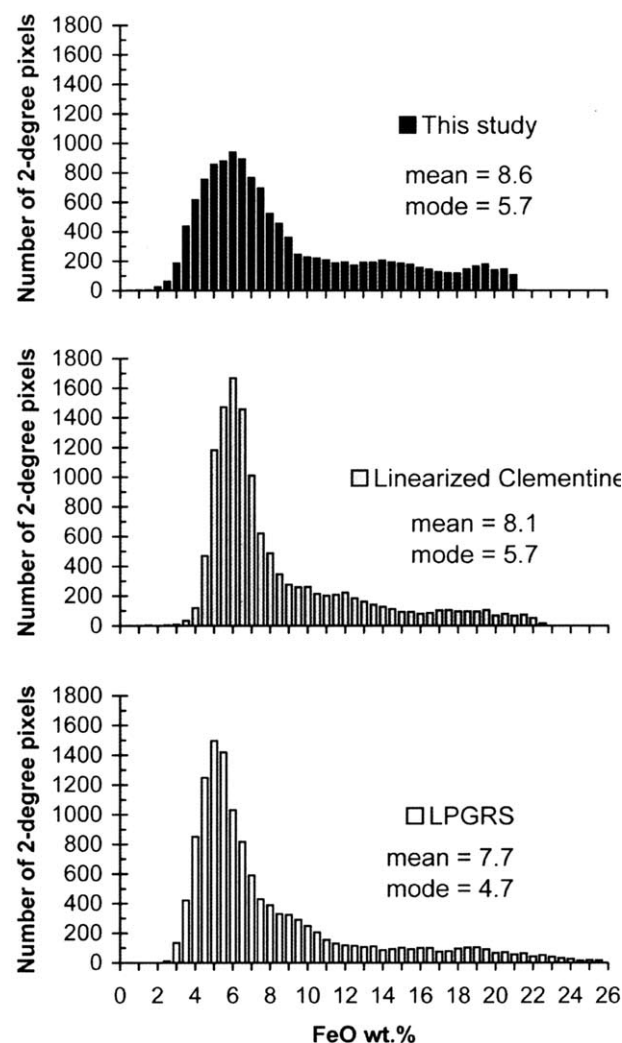 1800
1600
1400
1200
1000
800
600
400
200
0
Number of 2-degree pixels
This study
mean = 8.6
mode = 5.7
1800
1600
1400
1200
1000
800
600
400
200
0
Number of 2-degree pixels
Linearized Clementine
mean = 8.1
mode = 5.7
1800
1600
1400
1200
1000
800
600
400
200
0
Number of 2-degree pixels
LPGRS
mean = 7.7
mode = 4.7
0 2 4 6 8 10 12 14 16 18 20 22 24 26
FeO wt.%